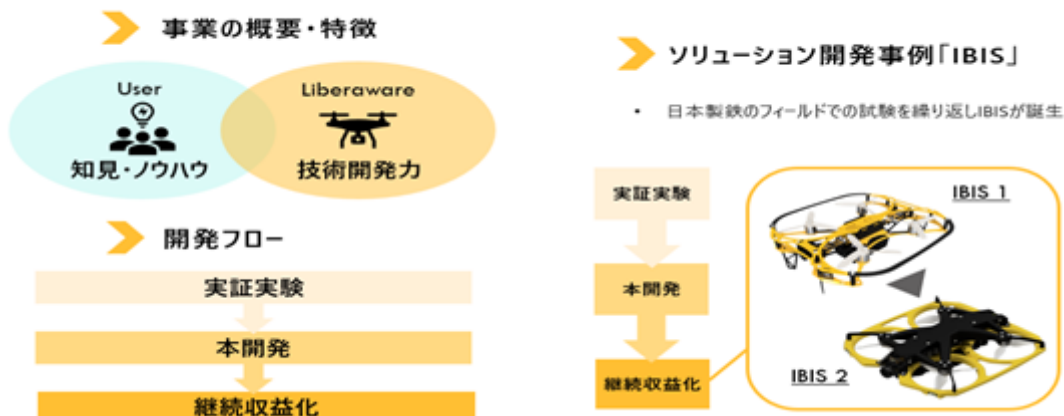 事業の概要・特徴
User
知見・ノウハウ
Liberaware
技術開発力
開発フロー
実証実験
本開発
継続収益化
ソリューション開発事例「IBIS」
• 日本製鉄のフィールドでの試験を繰り返しIBISが誕生
実証実験
本開発
継続収益化
IBIS 1
IBIS 2